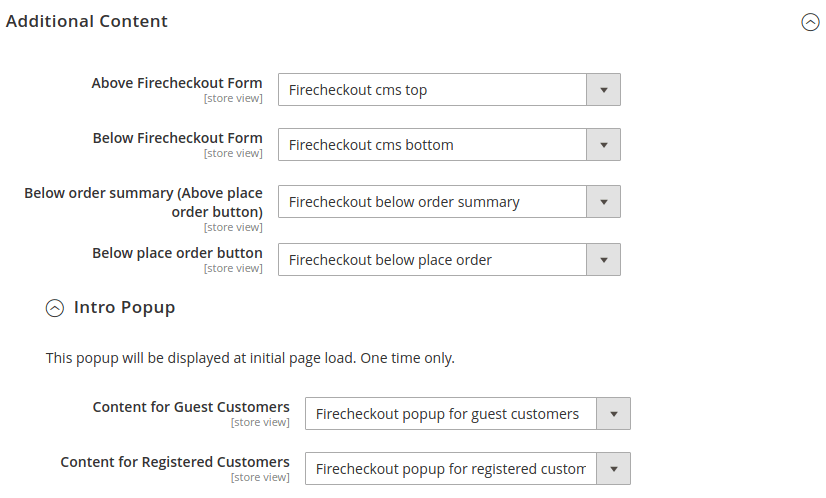 Additional Content
Above Firecheckout Form
[store view]
Firecheckout cms top
Below Firecheckout Form
[store view]
Firecheckout cms bottom
Below order summary (Above place
order button)
[store view]
Firecheckout below order summary
Below place order button
[store view]
Firecheckout below place order
Intro Popup
This popup will be displayed at initial page load. One time only.
Content for Guest Customers
[store view]
Firecheckout popup for guest customers
Content for Registered Customers
[store view]
Firecheckout popup for registered custom